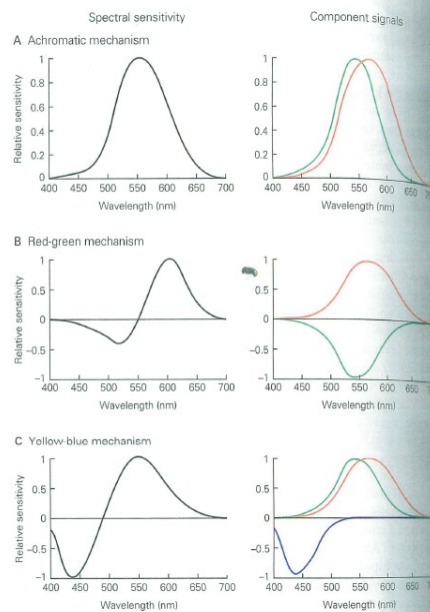 Spectral sensitivity
Component signals
A Achromatic mechanism
Relative sensitivity
1
0.8
0.6
0.4
0.2
0
400 450 500 550 600 650 700
Wavelength (nm)
Relative sensitivity
1
0.8
0.6
0.4
0.2
0
400 450 500 550 600 650
Wavelength (nm)
B Red-green mechanism
Relative sensitivity
1
0.5
0
−0.5
−1
400 450 500 550 600 650 700
Wavelength (nm)
1
0.5
0
−0.5
−1
400 450 500 550 600 650
Wavelength (nm)
C Yellow-blue mechanism
Relative sensitivity
1
0.5
0
−0.5
−1
400 450 500 550 600 650 700
Wavelength (nm)
1
0.5
0
−0.5
−1
400 450 500 550 600 650
Wavelength (nm)